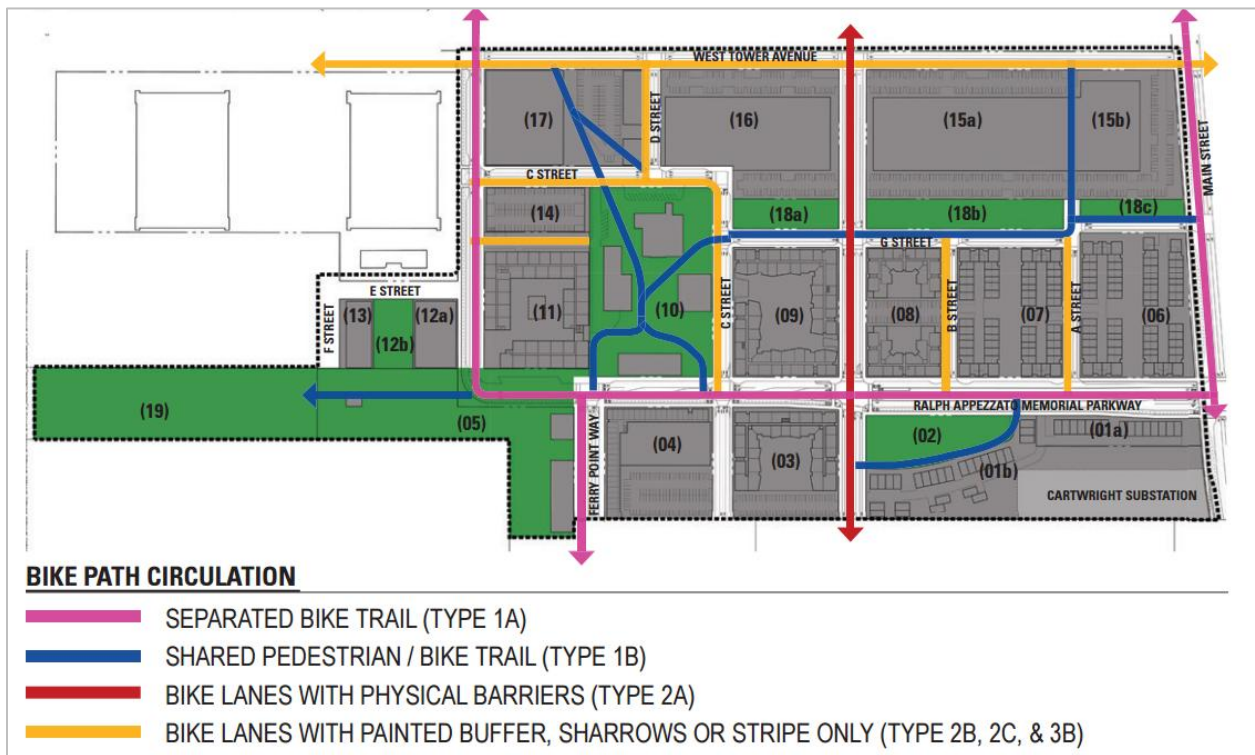 WEST TOWER AVENUE
(17)
D STREET
(16)
(15a)
(15b)
MAIN STREET
C STREET
(14)
(18a)
(18b)
(18c)
G STREET
E STREET
F STREET
(13)
(12a)
(12b)
(11)
(10)
C STREET
(09)
(08)
B STREET
(07)
A STREET
(06)
RALPH APPEZZATO MEMORIAL PARKWAY
(19)
(05)
FERRY POINT WAY
(04)
(03)
(02)
(01a)
(01b)
CARTWRIGHT SUBSTATION
BIKE PATH CIRCULATION
SEPARATED BIKE TRAIL (TYPE 1A)
SHARED PEDESTRIAN / BIKE TRAIL (TYPE 1B)
BIKE LANES WITH PHYSICAL BARRIERS (TYPE 2A)
BIKE LANES WITH PAINTED BUFFER, SHARROWS OR STRIPE ONLY (TYPE 2B, 2C, & 3B)